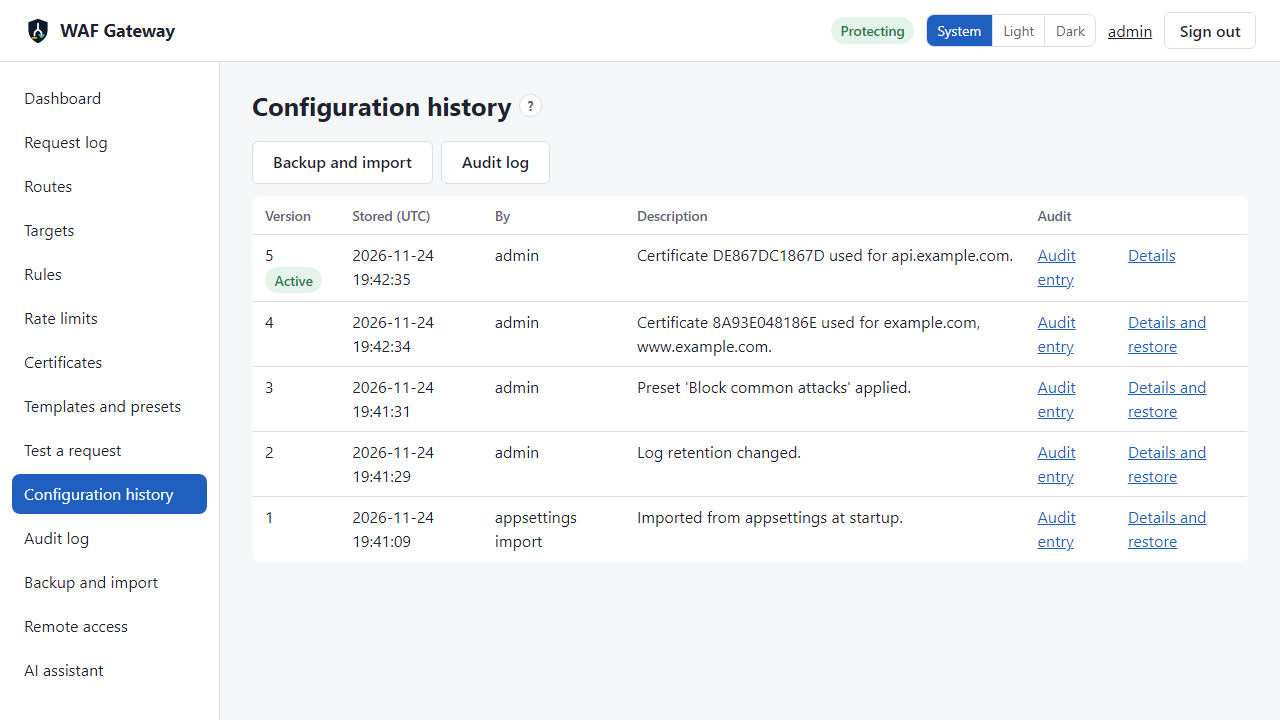 WAF Gateway
Protecting
System Light Dark
admin
Sign out
Dashboard
Request log
Routes
Targets
Rules
Rate limits
Certificates
Templates and presets
Test a request
Configuration history
Audit log
Backup and import
Remote access
AI assistant
Configuration history ?
Backup and import Audit log
Version Stored (UTC) By Description Audit
5 2026-11-24 admin Certificate DE867DC1867D used for api.example.com. Audit Details
Active 19:42:35 entry
4 2026-11-24 admin Certificate 8A93E048186E used for example.com, Audit Details and
19:42:34 www.example.com. entry restore
3 2026-11-24 admin Preset 'Block common attacks' applied. Audit Details and
19:41:31 entry restore
2 2026-11-24 admin Log retention changed. Audit Details and
19:41:29 entry restore
1 2026-11-24 appsettings Imported from appsettings at startup. Audit Details and
19:41:09 import entry restore